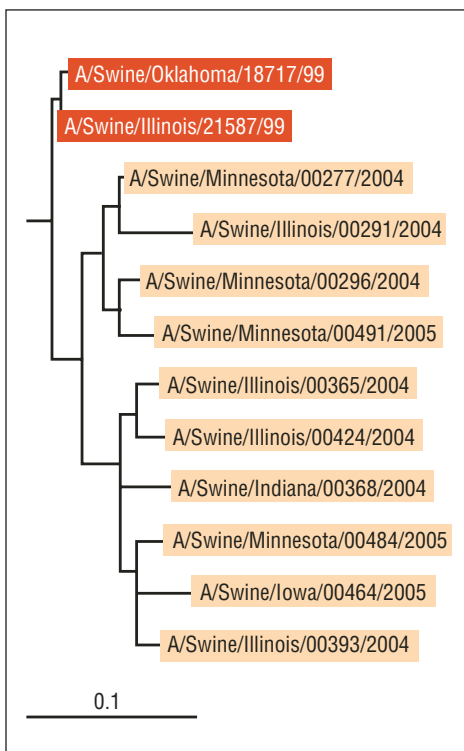 A/Swine/Oklahoma/18717/99
A/Swine/Illinois/21587/99
A/Swine/Minnesota/00277/2004
A/Swine/Illinois/00291/2004
A/Swine/Minnesota/00296/2004
A/Swine/Minnesota/00491/2005
A/Swine/Illinois/00365/2004
A/Swine/Illinois/00424/2004
A/Swine/Indiana/00368/2004
A/Swine/Minnesota/00484/2005
A/Swine/Iowa/00464/2005
A/Swine/Illinois/00393/2004
0.1